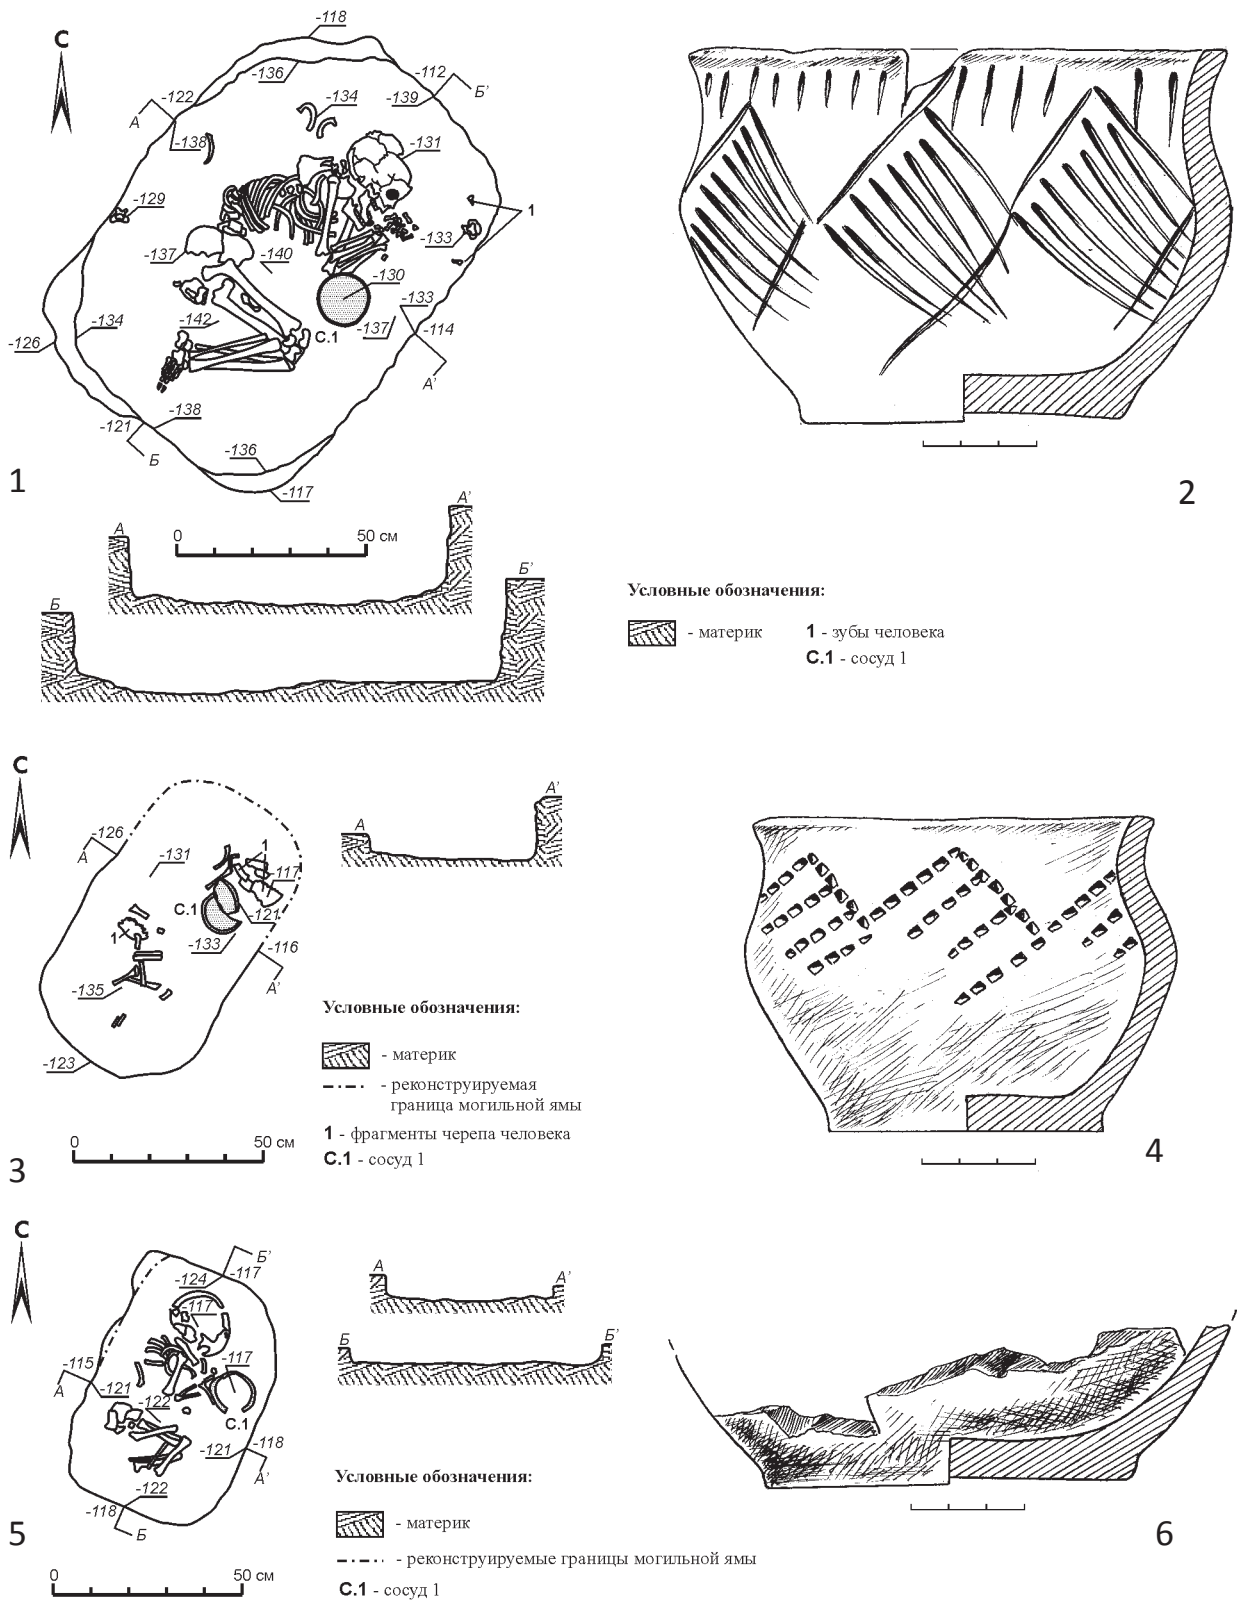 С
-118
-136
-112
-139
Б'
-122
А
-138
-134
-131
-129
1
-133
-137
-140
-130
-142
С.1
-133
-137
-114
А'
-134
-126
-138
-121
Б
-136
-117
1
2
А
А'
0 50 см
Б
Б'
Условные обозначения:
- материк
1 - зубы человека
С.1 - сосуд 1
С
-126
А
-131
1
-117
С.1
-121
-133
-116
А'
1
-135
-123
А
А'
Условные обозначения:
- материк
- реконструируемая
граница могильной ямы
1 - фрагменты черепа человека
С.1 - сосуд 1
0 50 см
3
4
С
Б'
-124
-117
-117
-115
А
-121
-117
-122
С.1
-121
-118
А'
-122
-118
Б
А
А'
Б
Б'
Условные обозначения:
- материк
- реконструируемые границы могильной ямы
С.1 - сосуд 1
5
6
0 50 см